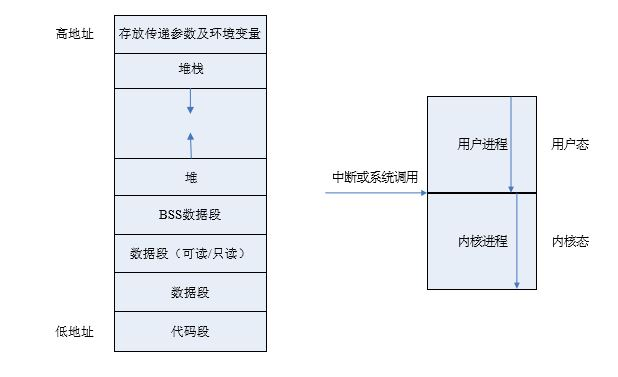 高地址
存放传递参数及环境变量
堆栈
堆
BSS数据段
数据段（可读/只读）
数据段
低地址
代码段
中断或系统调用
用户进程
用户态
内核进程
内核态